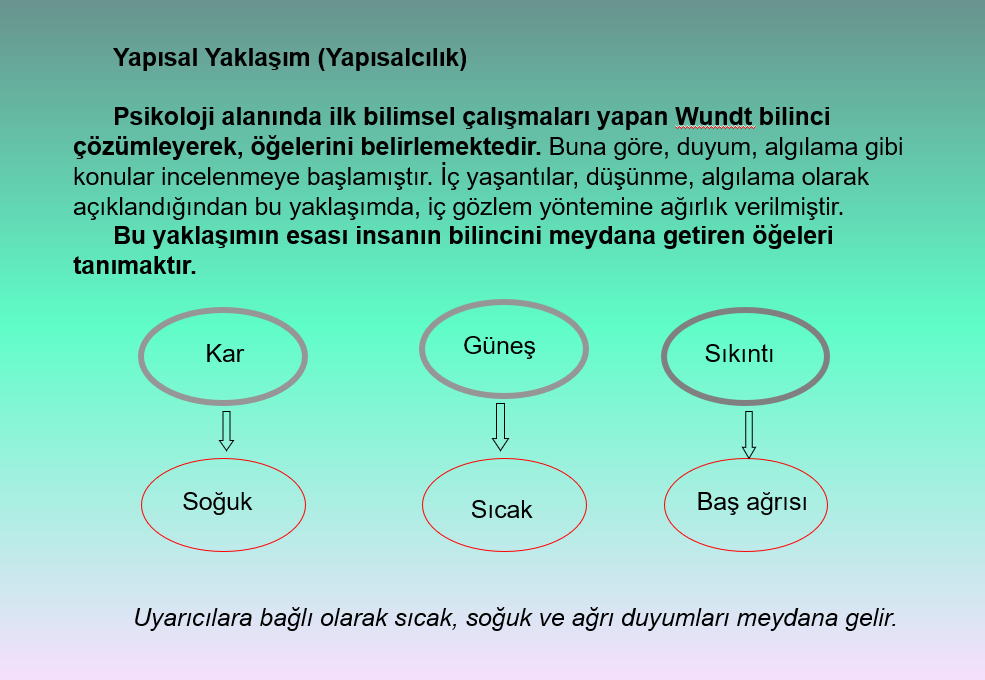 Yapısal Yaklaşım (Yapısalcılık)
Psikoloji alanında ilk bilimsel çalışmaları yapan Wundt bilinci
çözümleyerek, öğelerini belirlemektedir. Buna göre, duyum, algılama gibi
konular incelenmeye başlamıştır. İç yaşantılar, düşünme, algılama olarak
açıklandığından bu yaklaşımda, iç gözlem yöntemine ağırlık verilmiştir.
Bu yaklaşımın esası insanın bilincini meydana getiren öğeleri
tanımaktır.
Kar
Güneş
Sıkıntı
Soğuk
Sıcak
Baş ağrısı
Uyarıcılara bağlı olarak sıcak, soğuk ve ağrı duyumları meydana gelir.